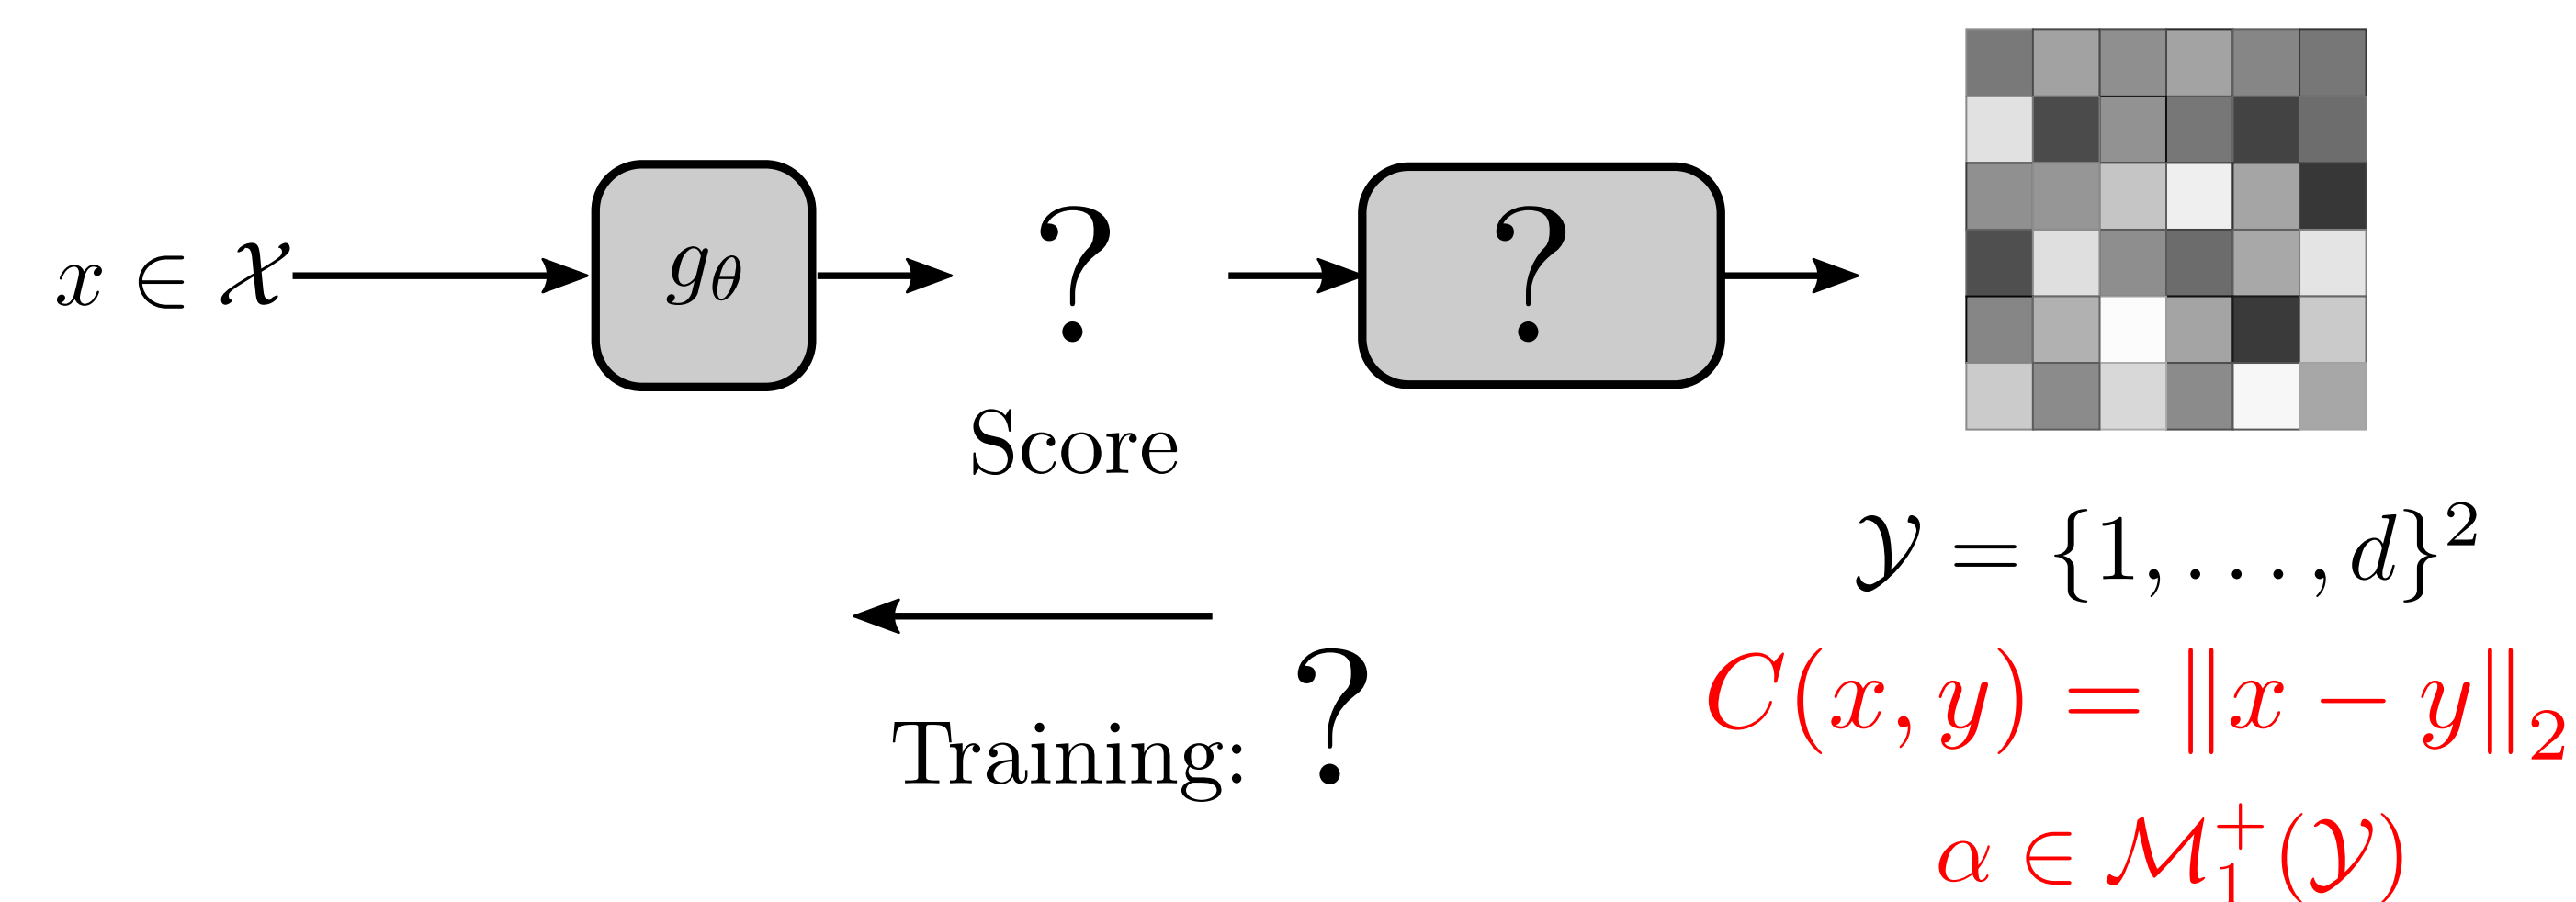 x ∈ 𝒳
g_θ
?
?
Score
𝒴 = {1, . . . , d}²
Training: ?
C(x, y) = ‖x − y‖₂
α ∈ ℳ₁⁺(𝒴)